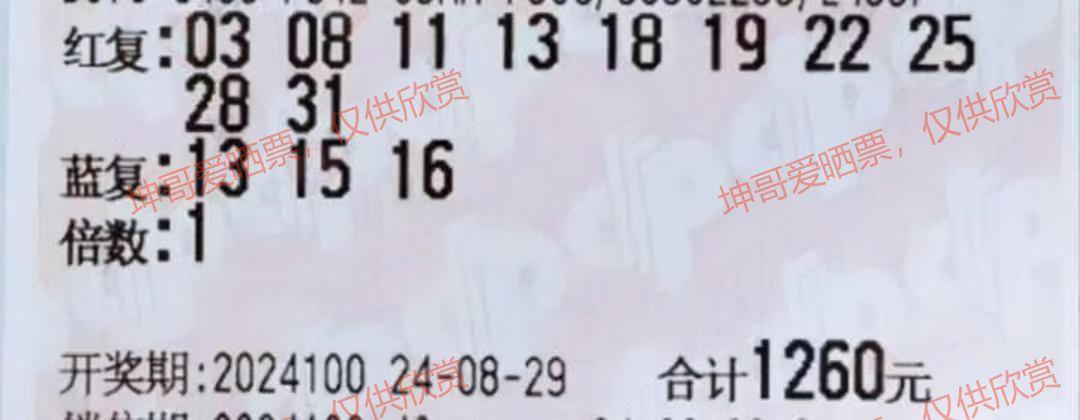 红复:03 08 11 13 18 19 22 25
28 31
蓝复:13 15 16
倍数:1
开奖期:2024100 24-08-29 合计1260元
坤哥爱晒票，仅供欣赏
坤哥爱晒票，仅供欣赏
仅供欣赏
仅供欣赏